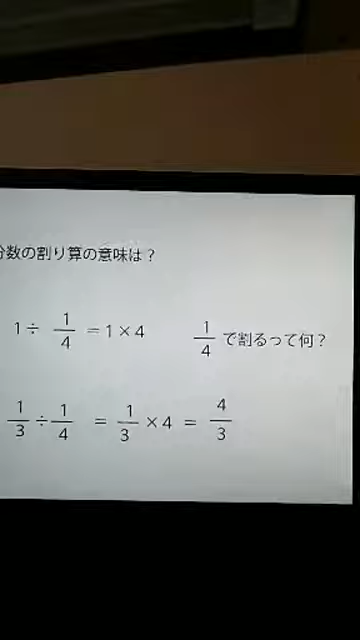 分数の割り算の意味は？
1÷ 1/4 =1×4
1/4 で割るって何？
1/3 ÷ 1/4 = 1/3 ×4 = 4/3